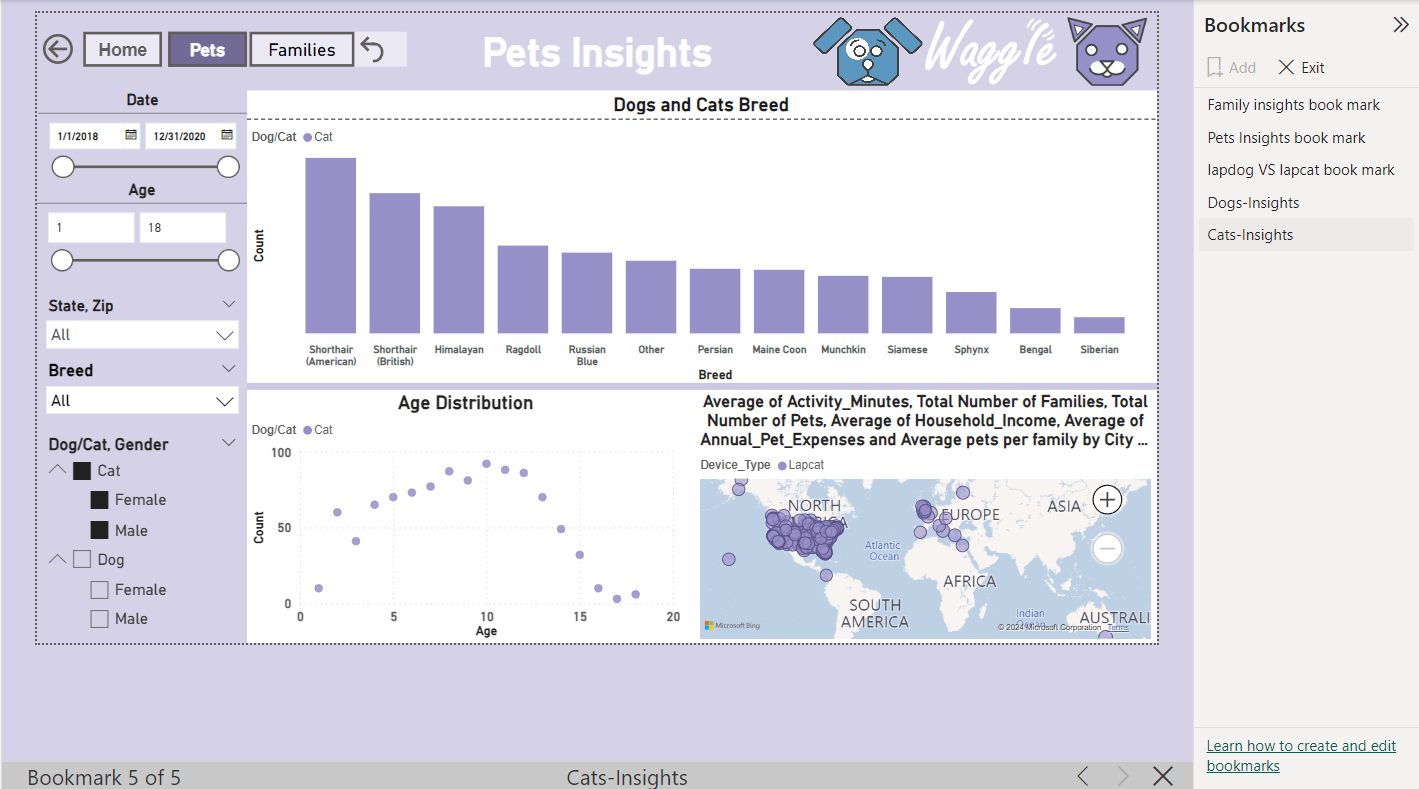 Home
Pets
Families
Pets Insights
Waggle
Bookmarks
Add
Exit
Family insights book mark
Pets Insights book mark
lapdog VS lapcat book mark
Dogs-Insights
Cats-Insights
Date
1/1/2018
12/31/2020
Age
1
18
State, Zip
All
Breed
All
Dog/Cat, Gender
Cat
Female
Male
Dog
Female
Male
Dogs and Cats Breed
Dog/Cat Cat
Count
Shorthair (American)
Shorthair (British)
Himalayan
Ragdoll
Russian Blue
Other
Persian
Maine Coon
Munchkin
Siamese
Sphynx
Bengal
Siberian
Breed
Age Distribution
Dog/Cat Cat
100
50
0
Count
0 5 10 15 20
Age
Average of Activity_Minutes, Total Number of Families, Total
Number of Pets, Average of Household_Income, Average of
Annual_Pet_Expenses and Average pets per family by City ...
Device_Type Lapcat
NORTH
EUROPE
ASIA
Atlantic
Ocean
AFRICA
SOUTH
AMERICA
Indian
AUSTRALI
Microsoft Bing
© 2024 Microsoft Corporation Terms
Learn how to create and edit
bookmarks
Bookmark 5 of 5
Cats-Insights